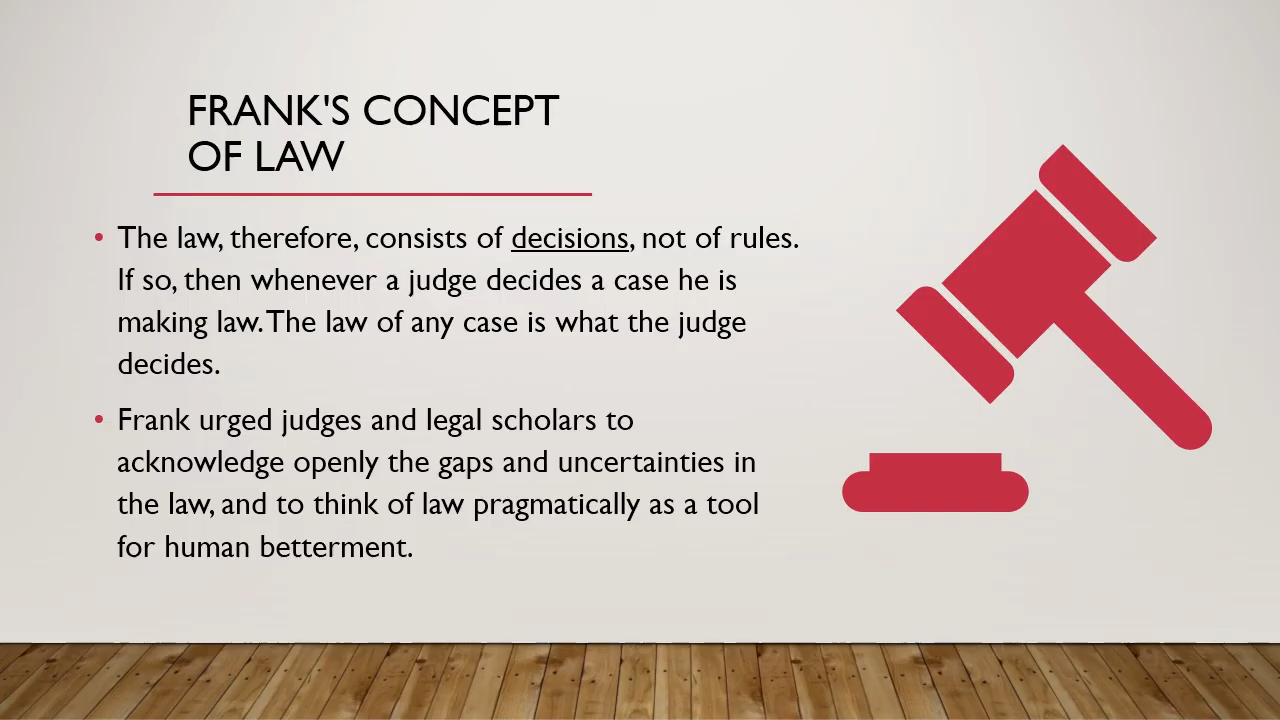 FRANK'S CONCEPT
OF LAW
• The law, therefore, consists of decisions, not of rules.
If so, then whenever a judge decides a case he is
making law. The law of any case is what the judge
decides.
• Frank urged judges and legal scholars to
acknowledge openly the gaps and uncertainties in
the law, and to think of law pragmatically as a tool
for human betterment.